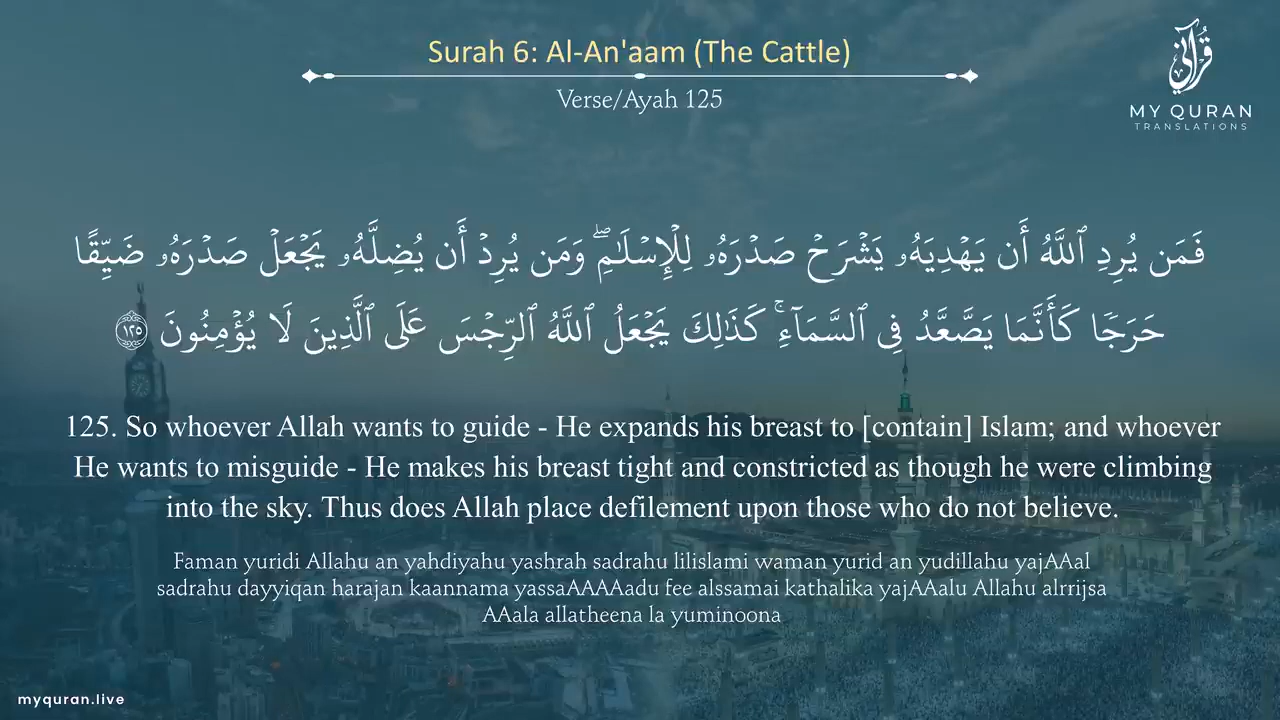 Surah 6: Al-An'aam (The Cattle)
Verse/Ayah 125
قرآني
MY QURAN
TRANSLATIONS
فَمَن يُرِدِ ٱللَّهُ أَن يَهْدِيَهُۥ يَشْرَحْ صَدْرَهُۥ لِلْإِسْلَـٰمِ ۖ وَمَن يُرِدْ أَن يُضِلَّهُۥ يَجْعَلْ صَدْرَهُۥ ضَيِّقًا
حَرَجًا كَأَنَّمَا يَصَّعَّدُ فِى ٱلسَّمَآءِ ۚ كَذَٰلِكَ يَجْعَلُ ٱللَّهُ ٱلرِّجْسَ عَلَى ٱلَّذِينَ لَا يُؤْمِنُونَ ١٢٥
125. So whoever Allah wants to guide - He expands his breast to [contain] Islam; and whoever
He wants to misguide - He makes his breast tight and constricted as though he were climbing
into the sky. Thus does Allah place defilement upon those who do not believe.
Faman yuridi Allahu an yahdiyahu yashrah sadrahu lilislami waman yurid an yudillahu yajAAal
sadrahu dayyiqan harajan kaannama yassaAAAAadu fee alssamai kathalika yajAAalu Allahu alrrijsa
AAala allatheena la yuminoona
myquran.live